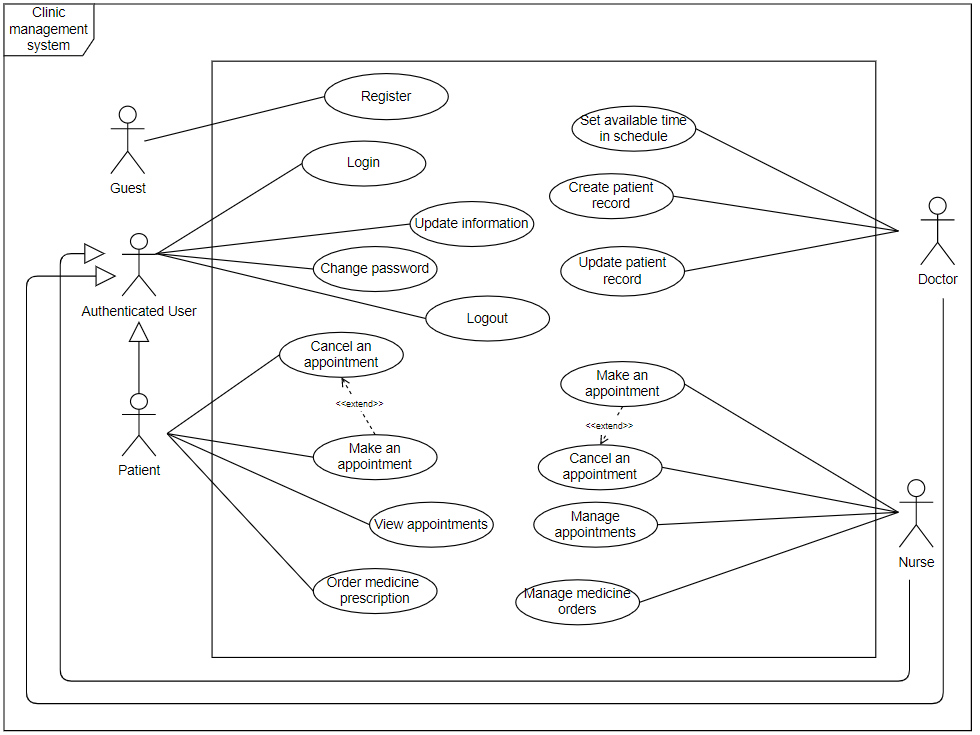 Clinic
management
system
Register
Guest
Login
Set available time
in schedule
Create patient
record
Update information
Update patient
record
Change password
Doctor
Authenticated User
Logout
Cancel an
appointment
<<extend>>
Make an
appointment
Patient
View appointments
Order medicine
prescription
Make an
appointment
<<extend>>
Cancel an
appointment
Manage
appointments
Manage medicine
orders
Nurse